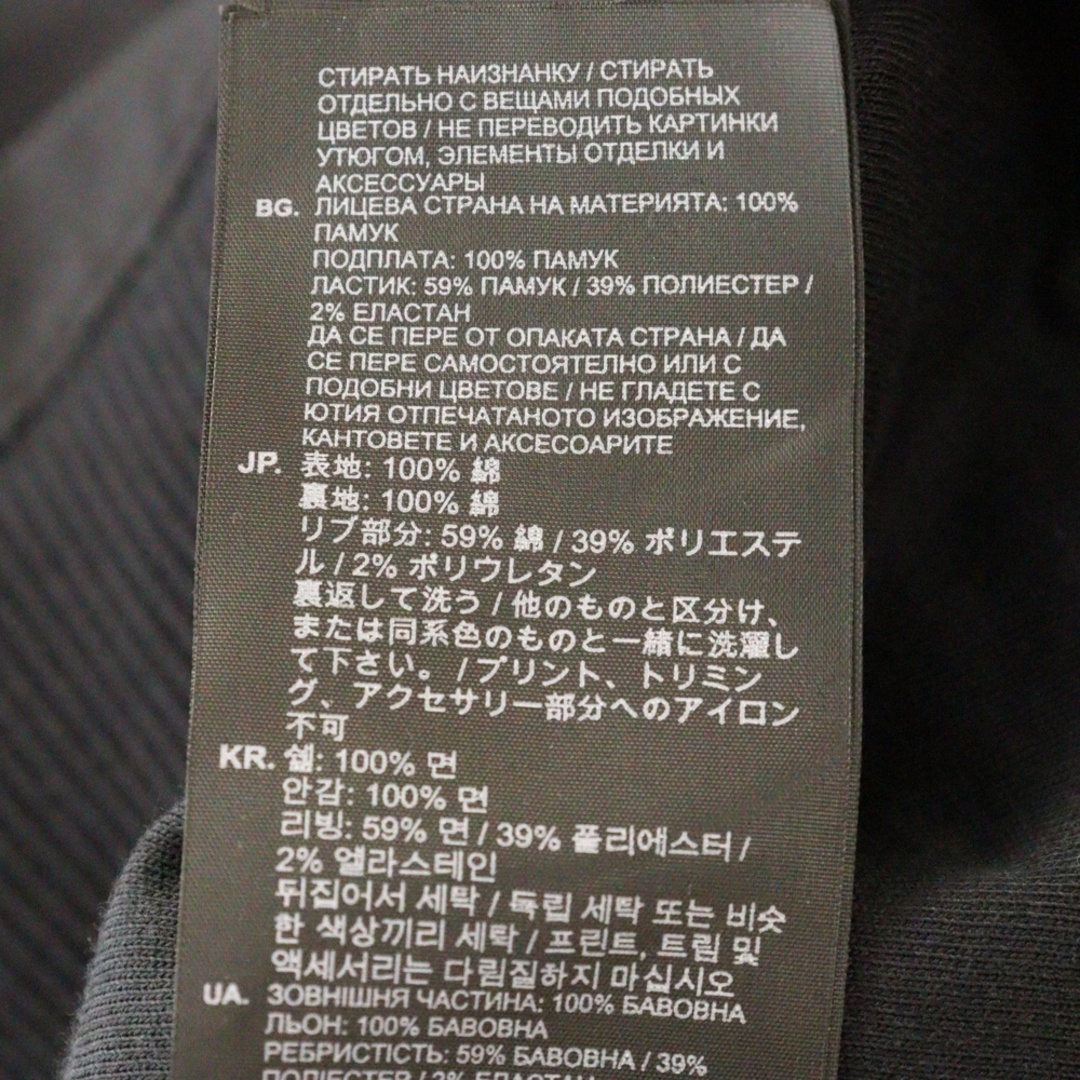 СТИРАТЬ НАИЗНАНКУ / СТИРАТЬ
ОТДЕЛЬНО С ВЕЩАМИ ПОДОБНЫХ
ЦВЕТОВ / НЕ ПЕРЕВОДИТЬ КАРТИНКИ
УТЮГОМ, ЭЛЕМЕНТЫ ОТДЕЛКИ И
АКСЕССУАРЫ
BG. ЛИЦЕВА СТРАНА НА МАТЕРИЯТА: 100%
ПАМУК
ПОДПЛАТА: 100% ПАМУК
ЛАСТИК: 59% ПАМУК / 39% ПОЛИЕСТЕР /
2% ЕЛАСТАН
ДА СЕ ПЕРЕ ОТ ОПАКАТА СТРАНА / ДА
СЕ ПЕРЕ САМОСТОЯТЕЛНО ИЛИ С
ПОДОБНИ ЦВЕТОВЕ / НЕ ГЛАДЕТЕ С
ЮТИЯ ОТПЕЧАТАНОТО ИЗОБРАЖЕНИЕ,
КАНТОВЕТЕ И АКСЕСОАРИТЕ
JP. 表地: 100% 綿
裏地: 100% 綿
リブ部分: 59% 綿 / 39% ポリエステ
ル / 2% ポリウレタン
裏返して洗う / 他のものと区分け、
または同系色のものと一緒に洗濯し
て下さい。 /プリント、トリミン
グ、アクセサリー部分へのアイロン
不可
KR. 쉘: 100% 면
안감: 100% 면
리빙: 59% 면 / 39% 폴리에스터 /
2% 엘라스테인
뒤집어서 세탁 / 독립 세탁 또는 비슷
한 색상끼리 세탁 / 프린트, 트림 및
액세서리는 다림질하지 마십시오
UA. ЗОВНІШНЯ ЧАСТИНА: 100% БАВОВНА
ЛЬОН: 100% БАВОВНА
РЕБРИСТІСТЬ: 59% БАВОВНА / 39%
ПОЛІЕСТЕР / 2% ЕЛАСТАН